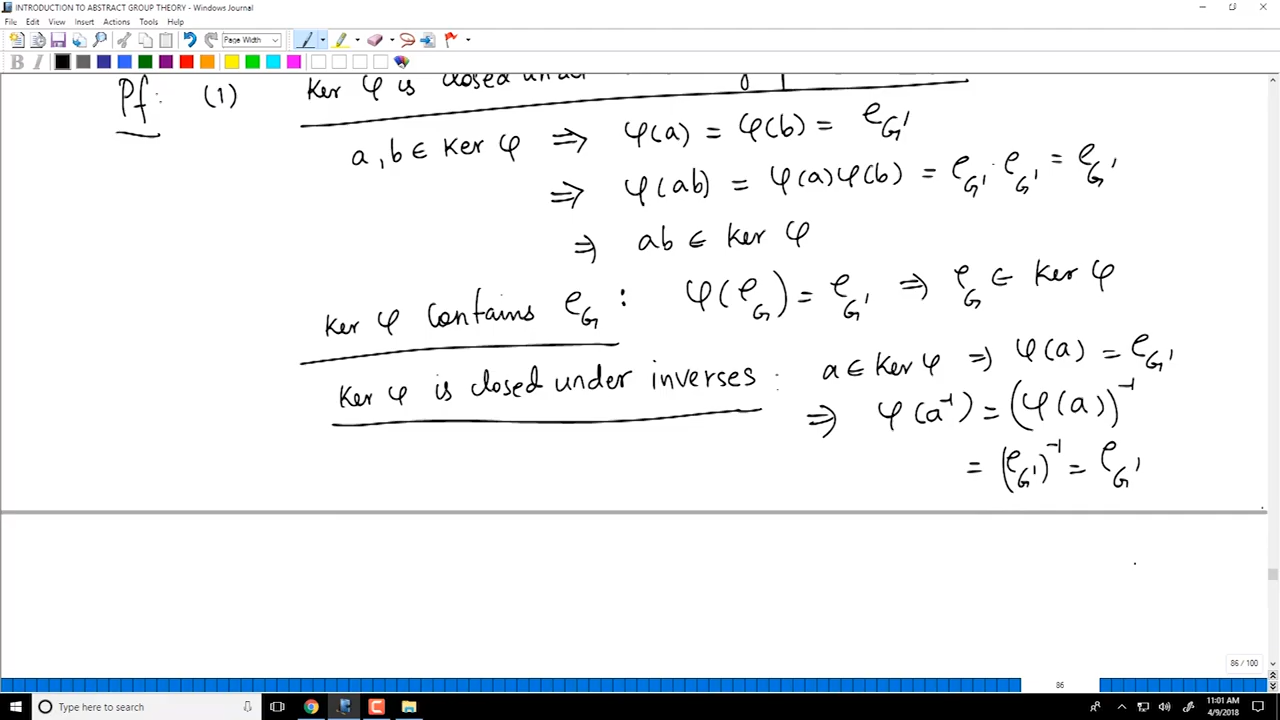 INTRODUCTION TO ABSTRACT GROUP THEORY - Windows Journal
File Edit View Insert Actions Tools Help
Page Width
B I
Pf: (1) Ker φ is closed under
a, b ∈ Ker φ ⇒ φ(a) = φ(b) = e_G'
⇒ φ(ab) = φ(a)φ(b) = e_G' · e_G' = e_G'
⇒ ab ∈ Ker φ
Ker φ contains e_G : φ(e_G) = e_G' ⇒ e_G ∈ Ker φ
Ker φ is closed under inverses : a ∈ Ker φ ⇒ φ(a) = e_G'
⇒ φ(a⁻¹) = (φ(a))⁻¹
= (e_G')⁻¹ = e_G'
86 / 100
86
Type here to search
11:01 AM
4/9/2018